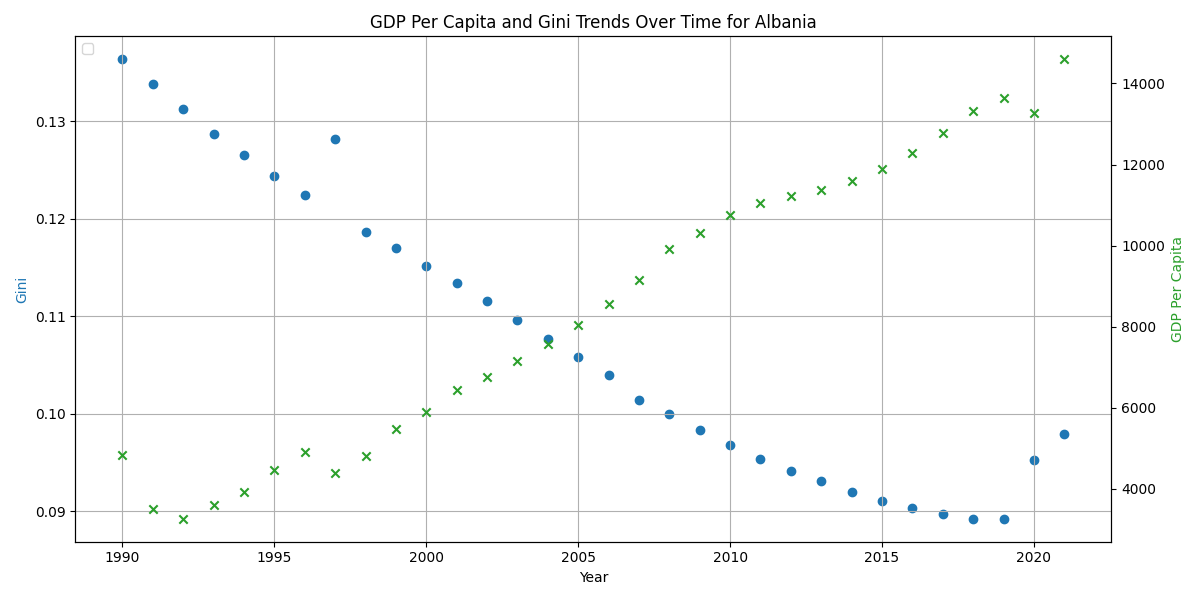 GDP Per Capita and Gini Trends Over Time for Albania
0.13
0.12
0.11
0.10
0.09
Gini
14000
12000
10000
8000
6000
4000
GDP Per Capita
1990 1995 2000 2005 2010 2015 2020
Year